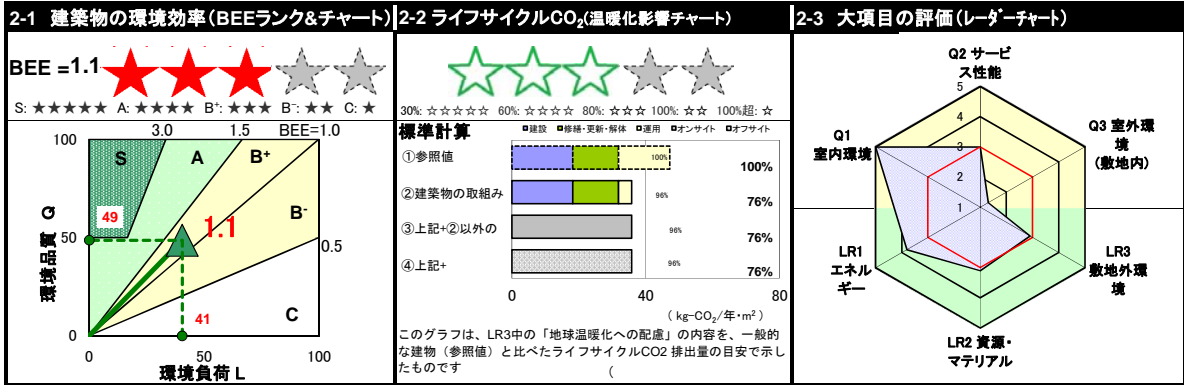 2-1 建築物の環境効率(BEEランク&チャート)
BEE =1.1
S: ★★★★★ A: ★★★★ B+: ★★★ B-: ★★ C: ★
3.0 1.5 BEE=1.0
100
S A B+
B-
49
1.1
50
0.5
C
41
0
0 50 100
環境品質 Q
環境負荷 L
2-2 ライフサイクルCO2(温暖化影響チャート)
30%: ☆☆☆☆☆ 60%: ☆☆☆☆ 80%: ☆☆☆ 100%: ☆☆ 100%超: ☆
標準計算
■建設 ■修繕・更新・解体 □運用 ■オンサイト ■オフサイト
①参照値 100% 100%
②建築物の取組み 96% 76%
③上記+②以外の 96% 76%
④上記+ 96% 76%
0 40 80
( kg-CO2/年・m2 )
このグラフは、LR3中の「地球温暖化への配慮」の内容を、一般的
な建物(参照値)と比べたライフサイクルCO2 排出量の目安で示し
たものです (
2-3 大項目の評価(レーダーチャート)
Q2 サービ
ス性能
5
4
3
2
1
Q1
室内環境
Q3 室外環
境
(敷地内)
LR1
エネル
ギー
LR3
敷地外環
境
LR2 資源・
マテリアル